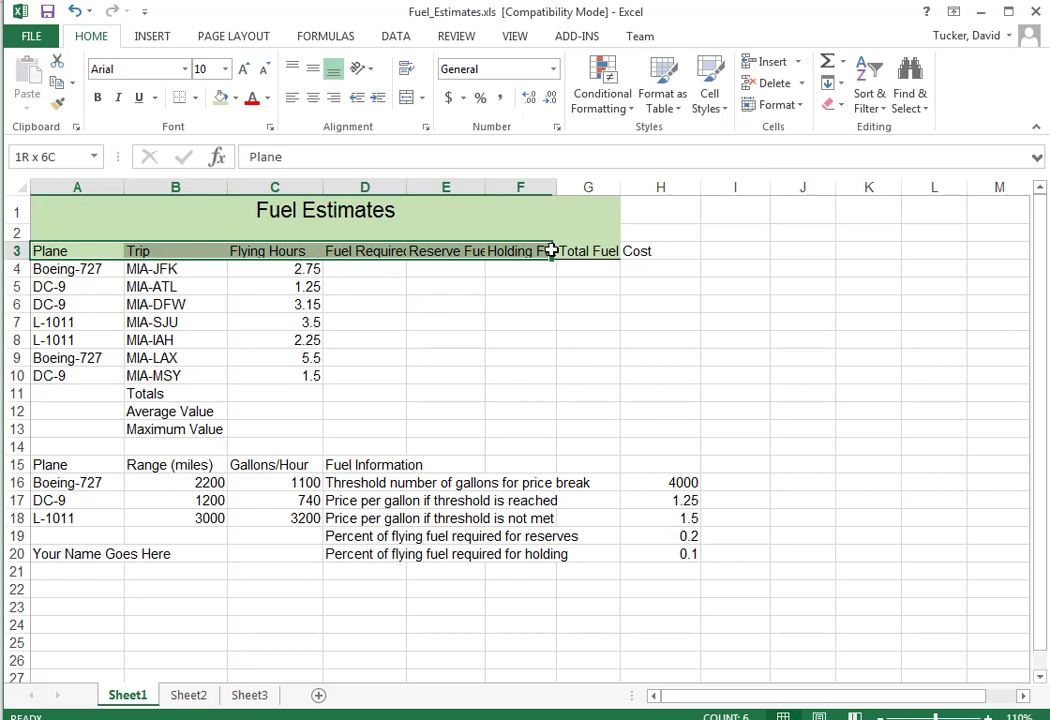 Fuel_Estimates.xls [Compatibility Mode] - Excel
FILE HOME INSERT PAGE LAYOUT FORMULAS DATA REVIEW VIEW ADD-INS Team Tucker, David
Paste Arial 10 B I U General $ % , Conditional Formatting Format as Table Cell Styles Insert Delete Format Sort & Filter Find & Select
Clipboard Font Alignment Number Styles Cells Editing
1R x 6C fx Plane
A B C D E F G H I J K L M
1 Fuel Estimates
2
3 Plane Trip Flying Hours Fuel Require Reserve Fue Holding F Total Fuel Cost
4 Boeing-727 MIA-JFK 2.75
5 DC-9 MIA-ATL 1.25
6 DC-9 MIA-DFW 3.15
7 L-1011 MIA-SJU 3.5
8 L-1011 MIA-IAH 2.25
9 Boeing-727 MIA-LAX 5.5
10 DC-9 MIA-MSY 1.5
11 Totals
12 Average Value
13 Maximum Value
14
15 Plane Range (miles) Gallons/Hour Fuel Information
16 Boeing-727 2200 1100 Threshold number of gallons for price break 4000
17 DC-9 1200 740 Price per gallon if threshold is reached 1.25
18 L-1011 3000 3200 Price per gallon if threshold is not met 1.5
19 Percent of flying fuel required for reserves 0.2
20 Your Name Goes Here Percent of flying fuel required for holding 0.1
21
22
23
24
25
26
27
Sheet1 Sheet2 Sheet3
READY COUNT: 6 110%